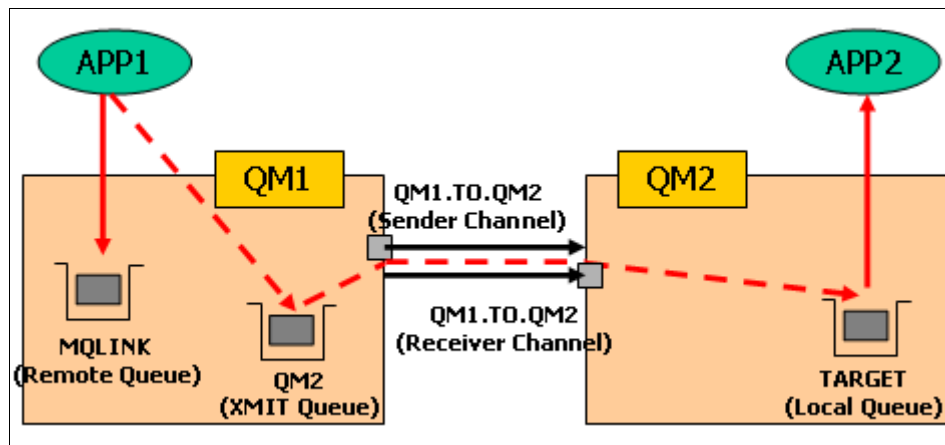 APP1
APP2
QM1
QM2
QM1.TO.QM2
(Sender Channel)
QM1.TO.QM2
(Receiver Channel)
MQLINK
(Remote Queue)
QM2
(XMIT Queue)
TARGET
(Local Queue)